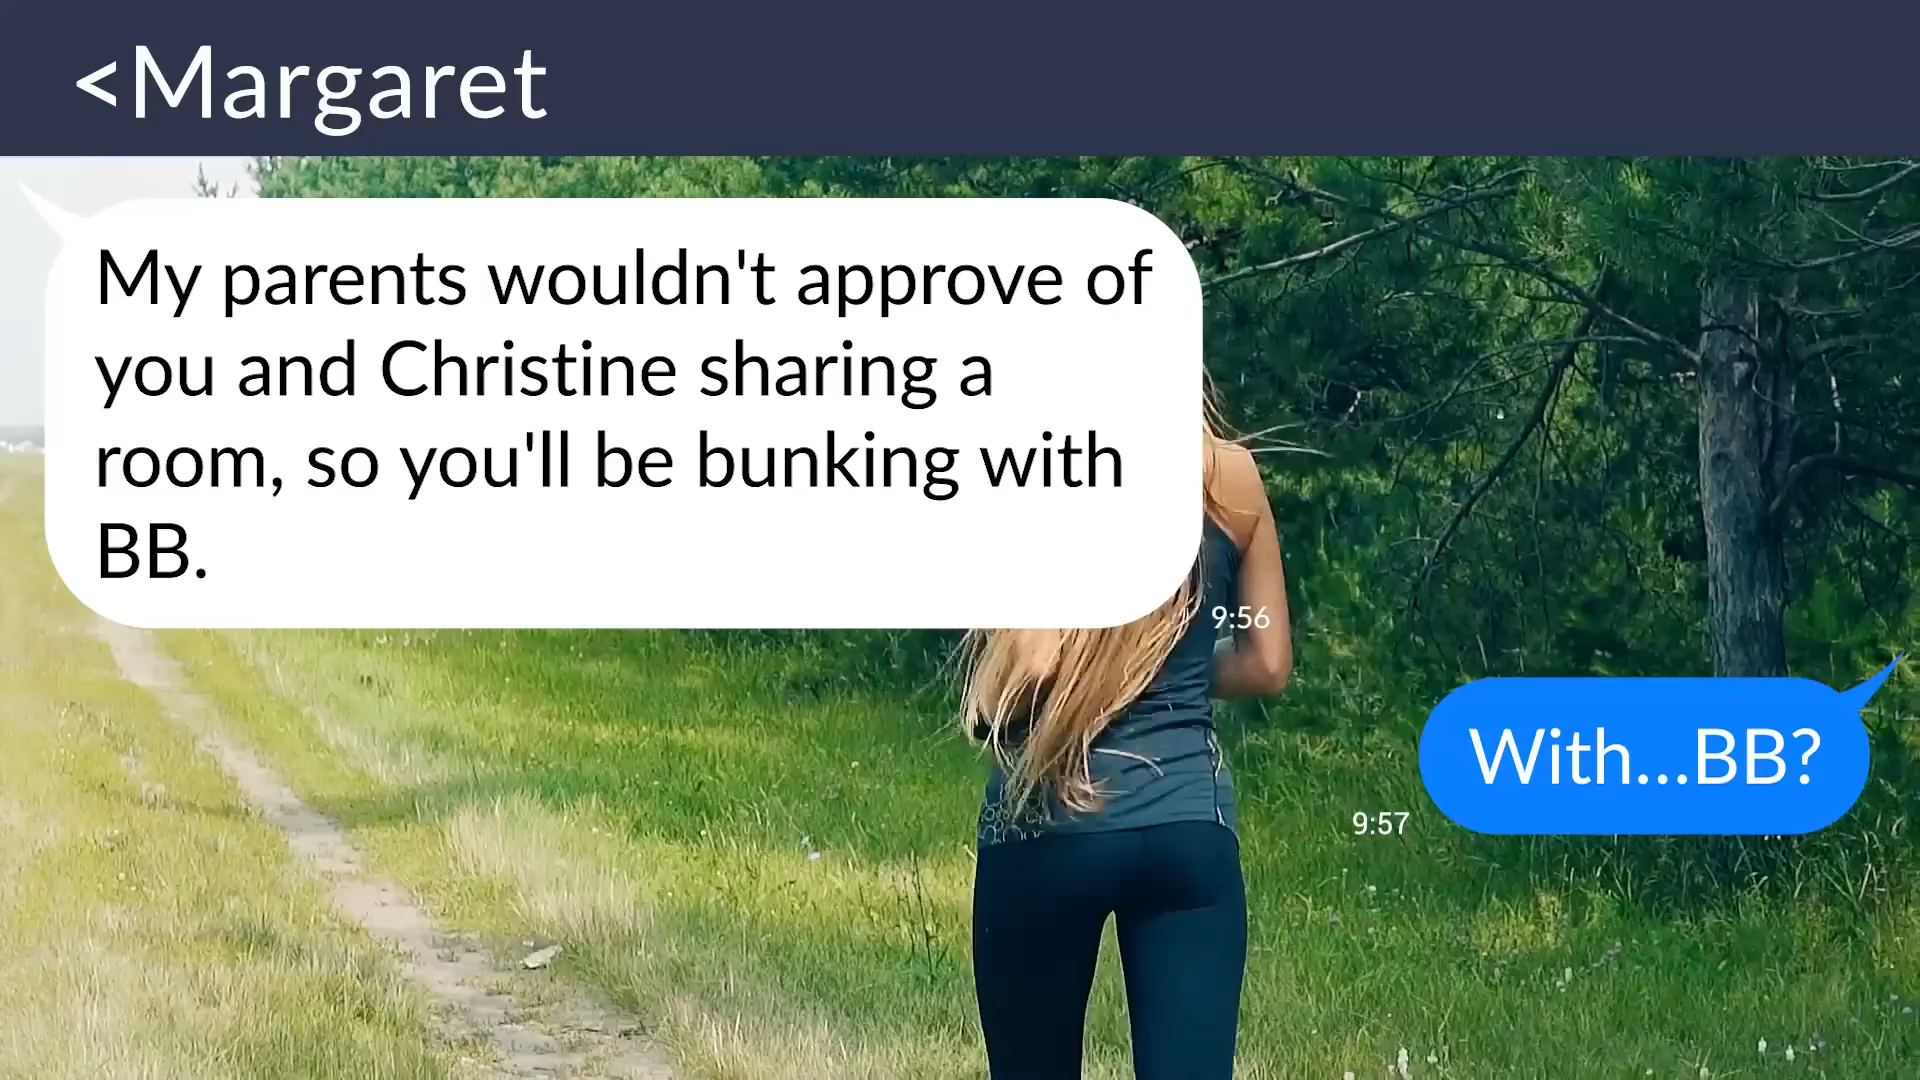 <Margaret
My parents wouldn't approve of
you and Christine sharing a
room, so you'll be bunking with
BB.
9:56
With...BB?
9:57